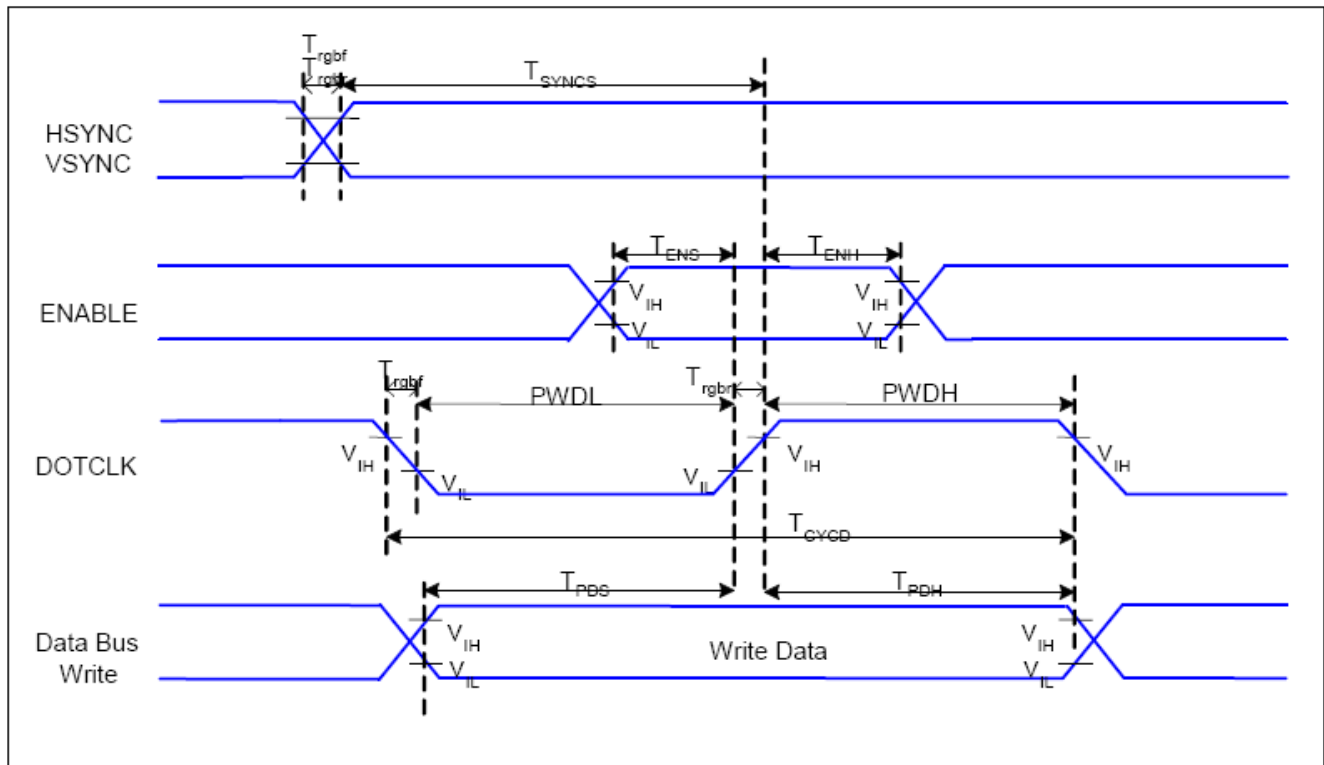 Trgbf
Trgbr
TSYNCS
HSYNC
VSYNC
TENS
TENH
VIH
VIH
ENABLE
VIL
VIL
Trgbf
Trgbr
PWDL
PWDH
DOTCLK
VIH
VIL
VIL
VIH
VIH
TCYCD
TPDS
TPDH
Data Bus
Write
VIH
VIL
Write Data
VIH
VIL